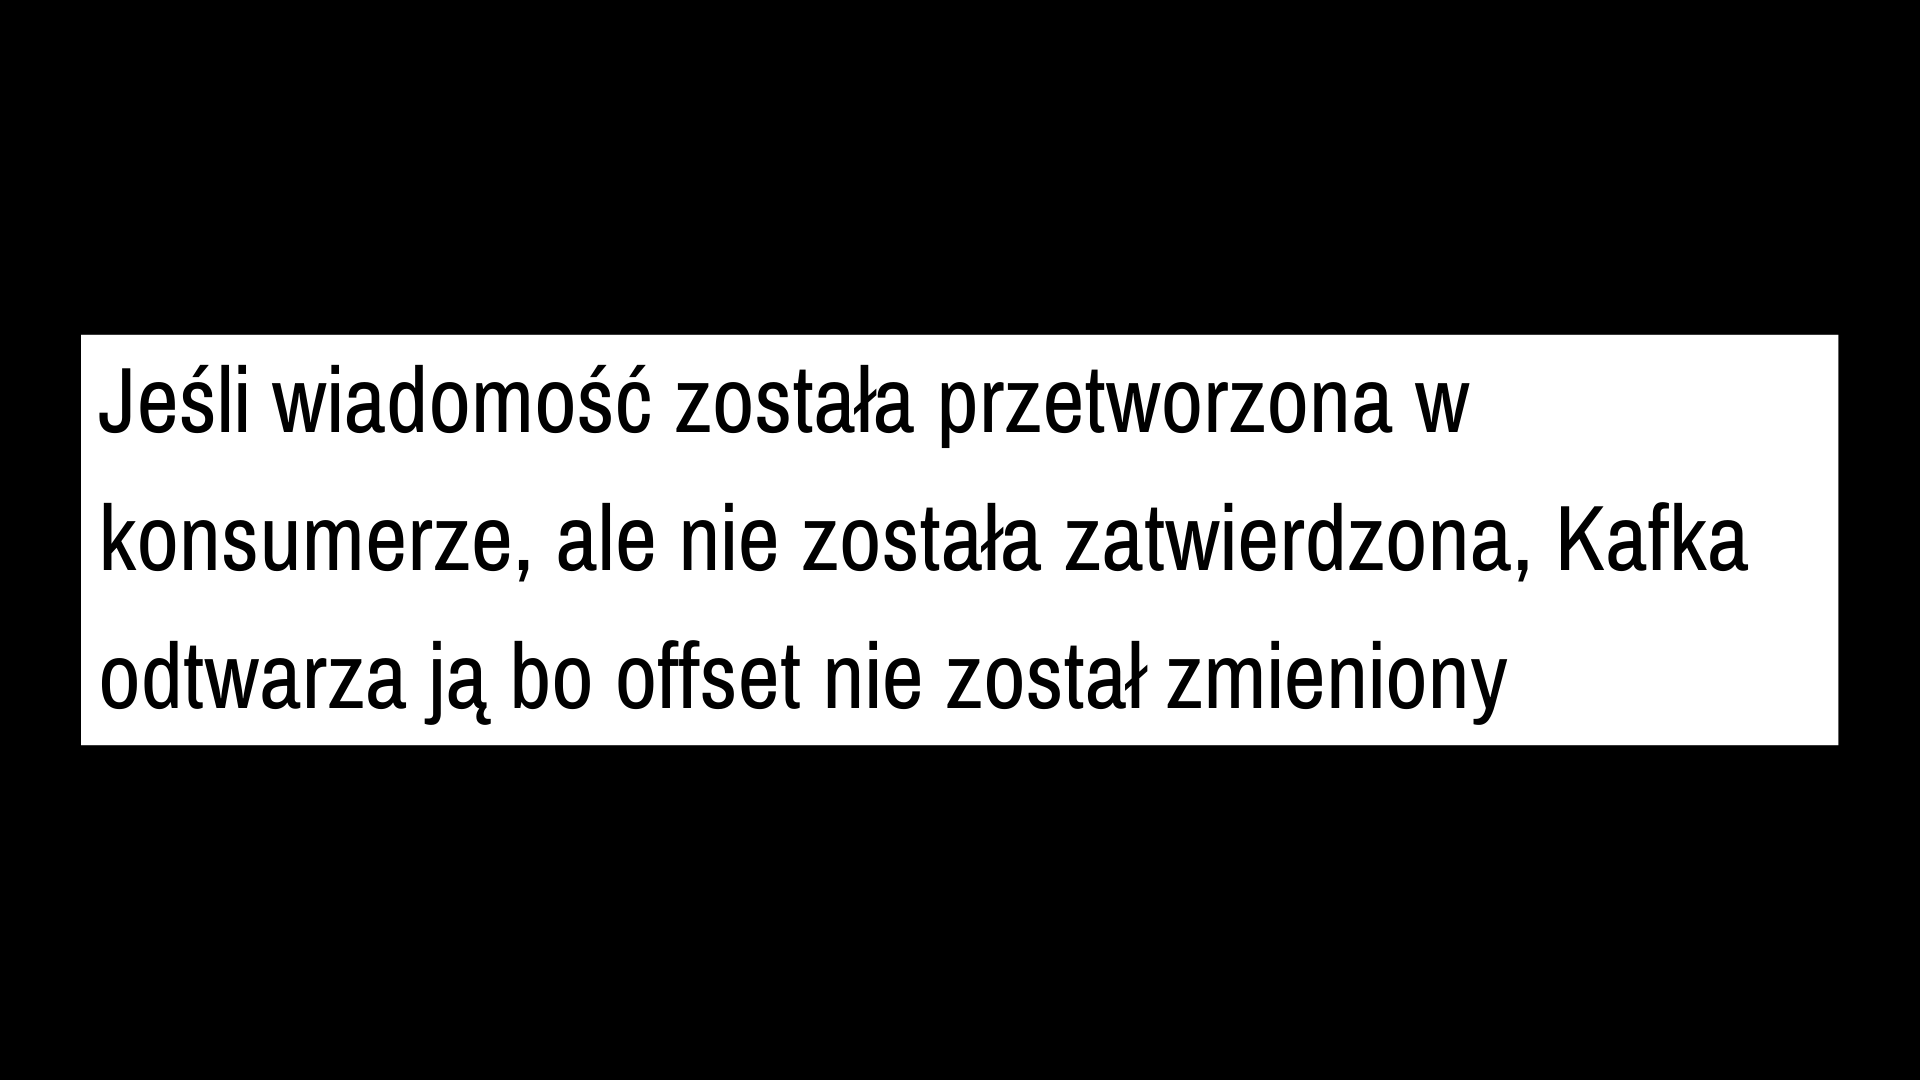 Jeśli wiadomość została przetworzona w
konsumerze, ale nie została zatwierdzona, Kafka
odtwarza ją bo offset nie został zmieniony